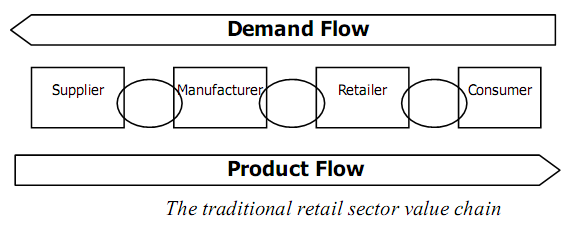 Demand Flow
Supplier Manufacturer Retailer Consumer
Product Flow
The traditional retail sector value chain